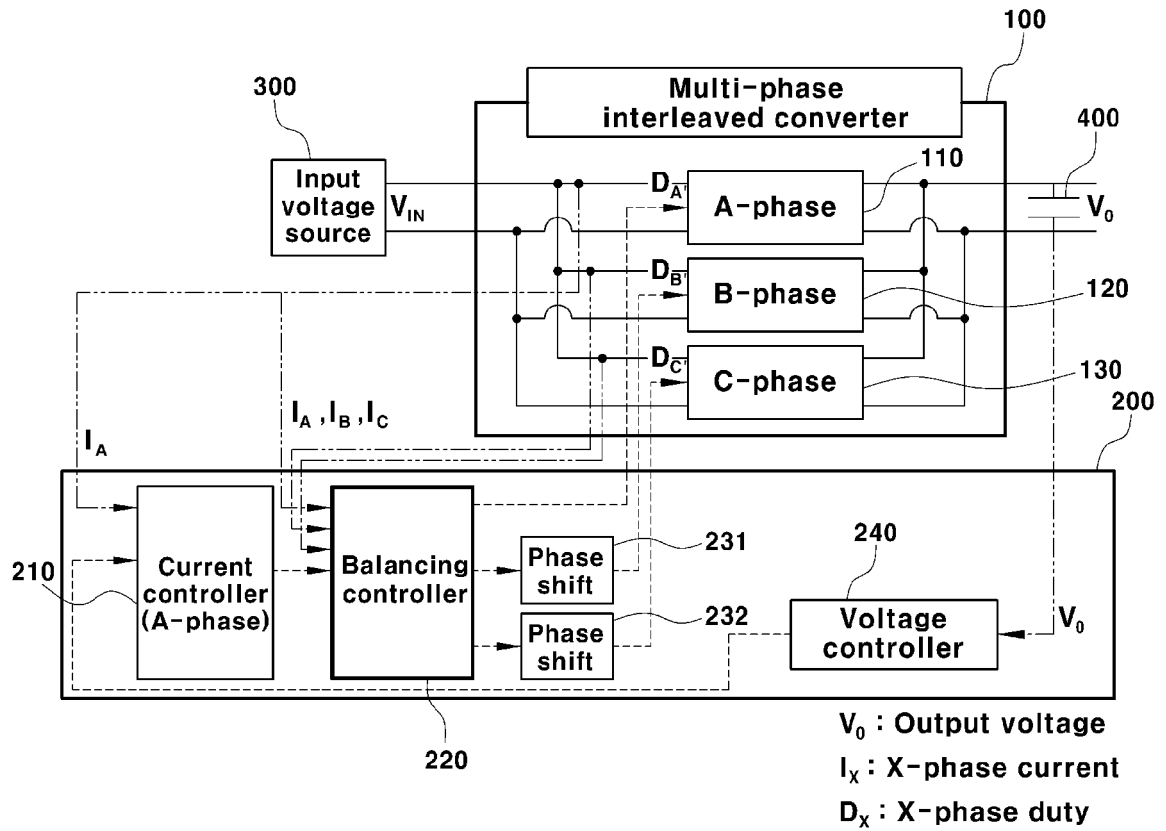 100
Multi-phase
interleaved converter
300
400
110
Input
voltage
source
V_IN
D_A'
A-phase
V_0
D_B'
B-phase
120
D_C'
C-phase
130
200
I_A , I_B , I_C
I_A
210
Current
controller
(A-phase)
Balancing
controller
Phase
shift
231
Phase
shift
232
240
Voltage
controller
V_0
220
V_0 : Output voltage
I_X : X-phase current
D_X : X-phase duty